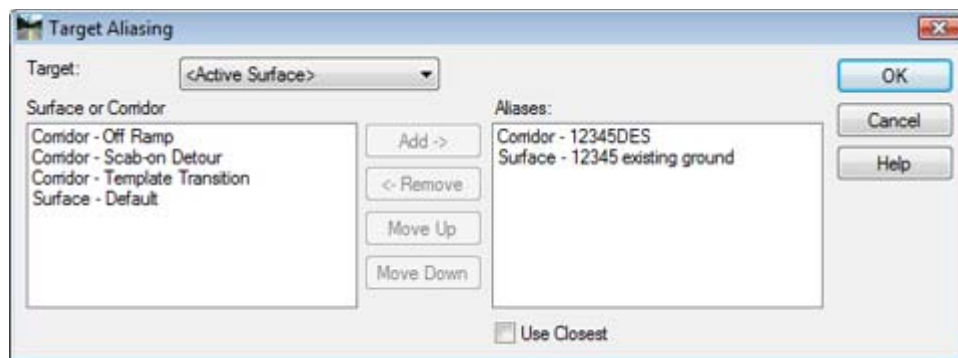 Target Aliasing
Target: <Active Surface>
OK
Surface or Corridor
Aliases:
Corridor - Off Ramp
Corridor - Scab-on Detour
Corridor - Template Transition
Surface - Default
Add ->
<- Remove
Move Up
Move Down
Corridor - 12345DES
Surface - 12345 existing ground
Cancel
Help
Use Closest